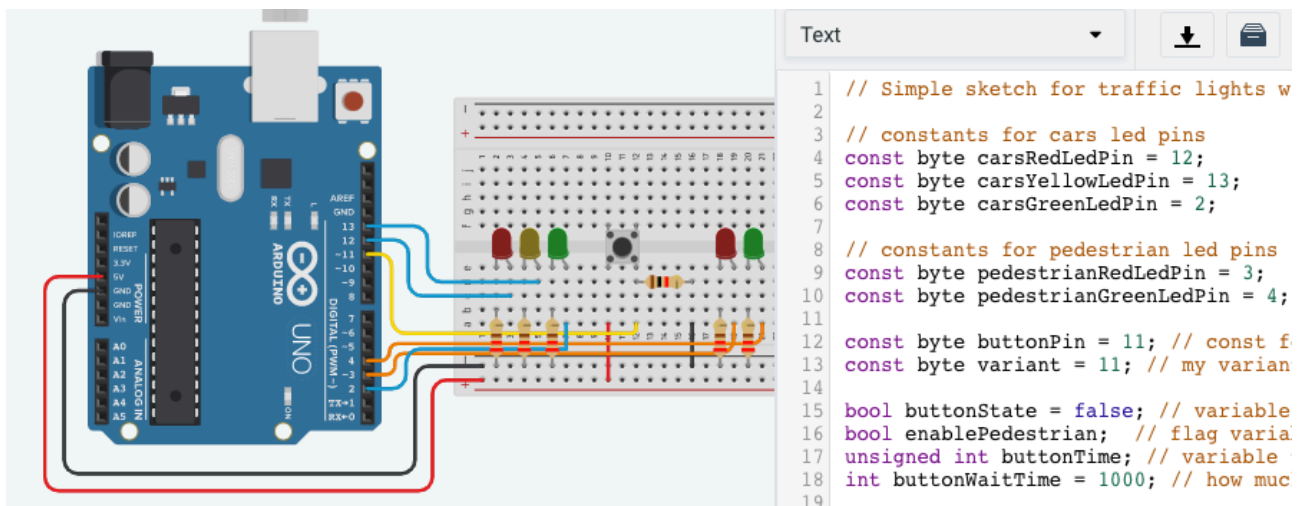 Text
1 // Simple sketch for traffic lights w
2
3 // constants for cars led pins
4 const byte carsRedLedPin = 12;
5 const byte carsYellowLedPin = 13;
6 const byte carsGreenLedPin = 2;
7
8 // constants for pedestrian led pins
9 const byte pedestrianRedLedPin = 3;
10 const byte pedestrianGreenLedPin = 4;
11
12 const byte buttonPin = 11; // const f
13 const byte variant = 11; // my varian
14
15 bool buttonState = false; // variable
16 bool enablePedestrian;  // flag varia
17 unsigned int buttonTime; // variable
18 int buttonWaitTime = 1000; // how muc
19
IOREF
RESET
3.3V
5V
GND
GND
Vin
POWER
A0
A1
A2
A3
A4
A5
ANALOG IN
RX
TX
L
ARDUINO
UNO
ON
AREF
GND
13
12
~11
~10
~9
8
7
~6
~5
4
~3
2
TX→1
RX←0
DIGITAL (PWM~)